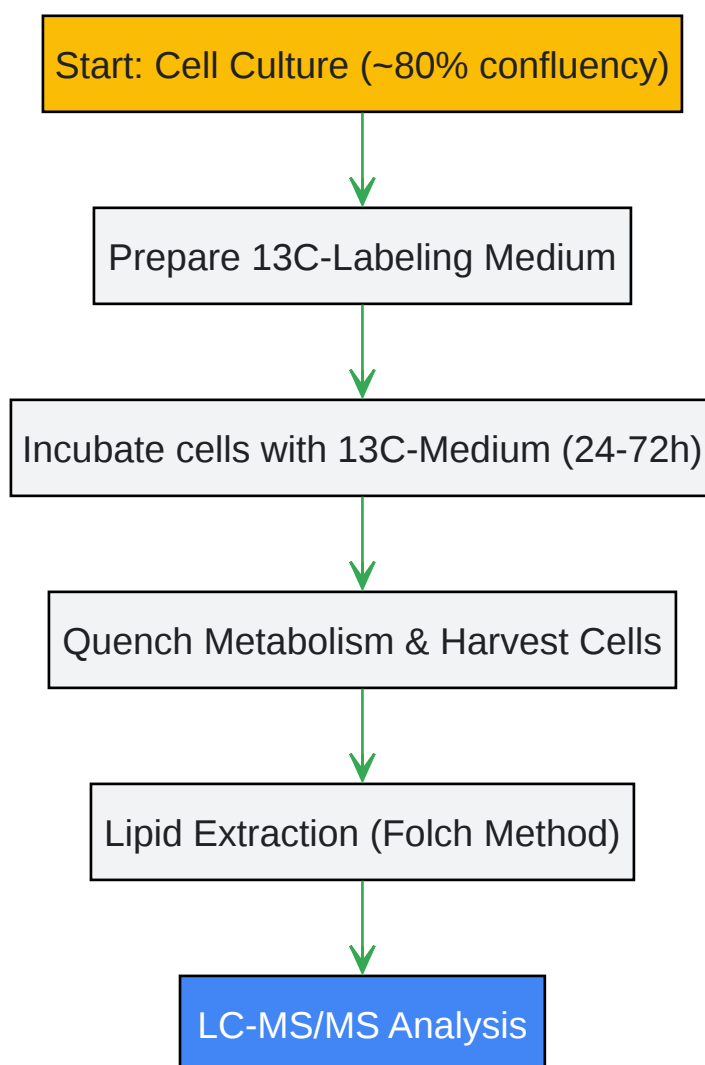 Start: Cell Culture (~80% confluency)
Prepare 13C-Labeling Medium
Incubate cells with 13C-Medium (24-72h)
Quench Metabolism & Harvest Cells
Lipid Extraction (Folch Method)
LC-MS/MS Analysis